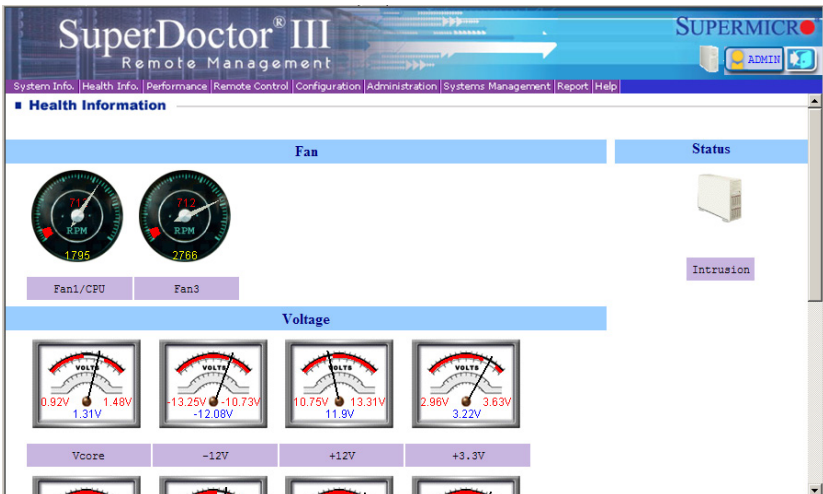 SuperDoctor® III
Remote Management
SUPERMICRO®
ADMIN
System Info. Health Info. Performance Remote Control Configuration Administration Systems Management Report Help
Health Information
Fan
Status
712 712
RPM RPM
1795 2766
Fan1/CPU Fan3
Intrusion
Voltage
VOLTS VOLTS VOLTS VOLTS
0.92V 1.48V -13.25V -10.73V 10.75V 13.31V 2.96V 3.63V
1.31V -12.08V 11.9V 3.22V
Vcore -12V +12V +3.3V